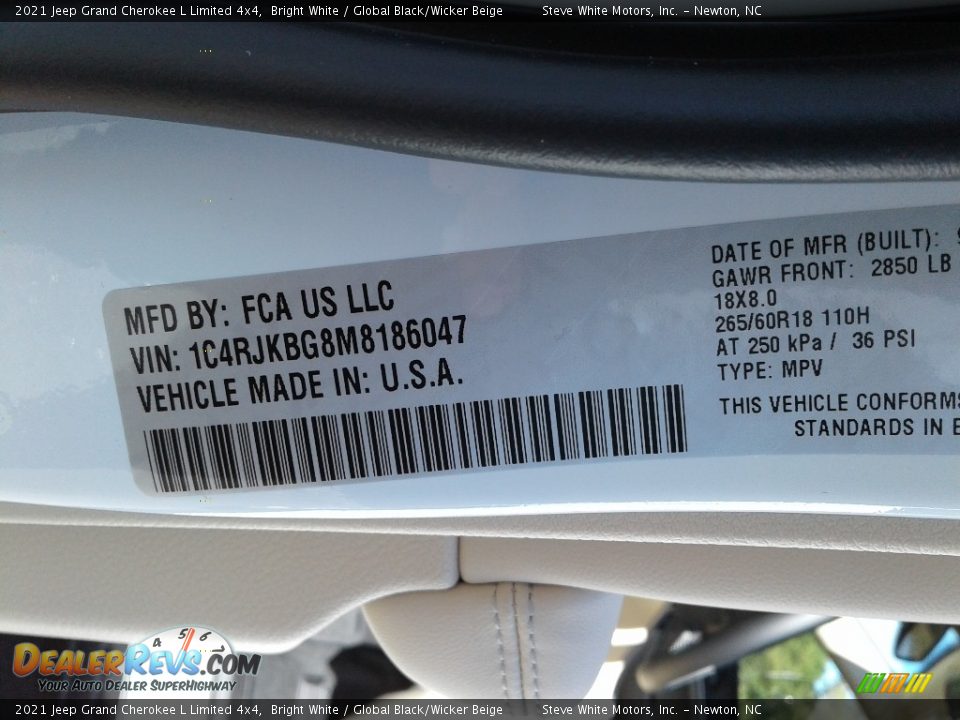 2021 Jeep Grand Cherokee L Limited 4x4, Bright White / Global Black/Wicker Beige Steve White Motors, Inc. - Newton, NC
MFD BY: FCA US LLC
VIN: 1C4RJKBG8M8186047
VEHICLE MADE IN: U.S.A.
DATE OF MFR (BUILT):
GAWR FRONT: 2850 LB
18X8.0
265/60R18 110H
AT 250 kPa / 36 PSI
TYPE: MPV
THIS VEHICLE CONFORMS
STANDARDS IN E
4 5 6
DEALERREVS.COM
YOUR AUTO DEALER SUPERHIGHWAY
2021 Jeep Grand Cherokee L Limited 4x4, Bright White / Global Black/Wicker Beige Steve White Motors, Inc. - Newton, NC